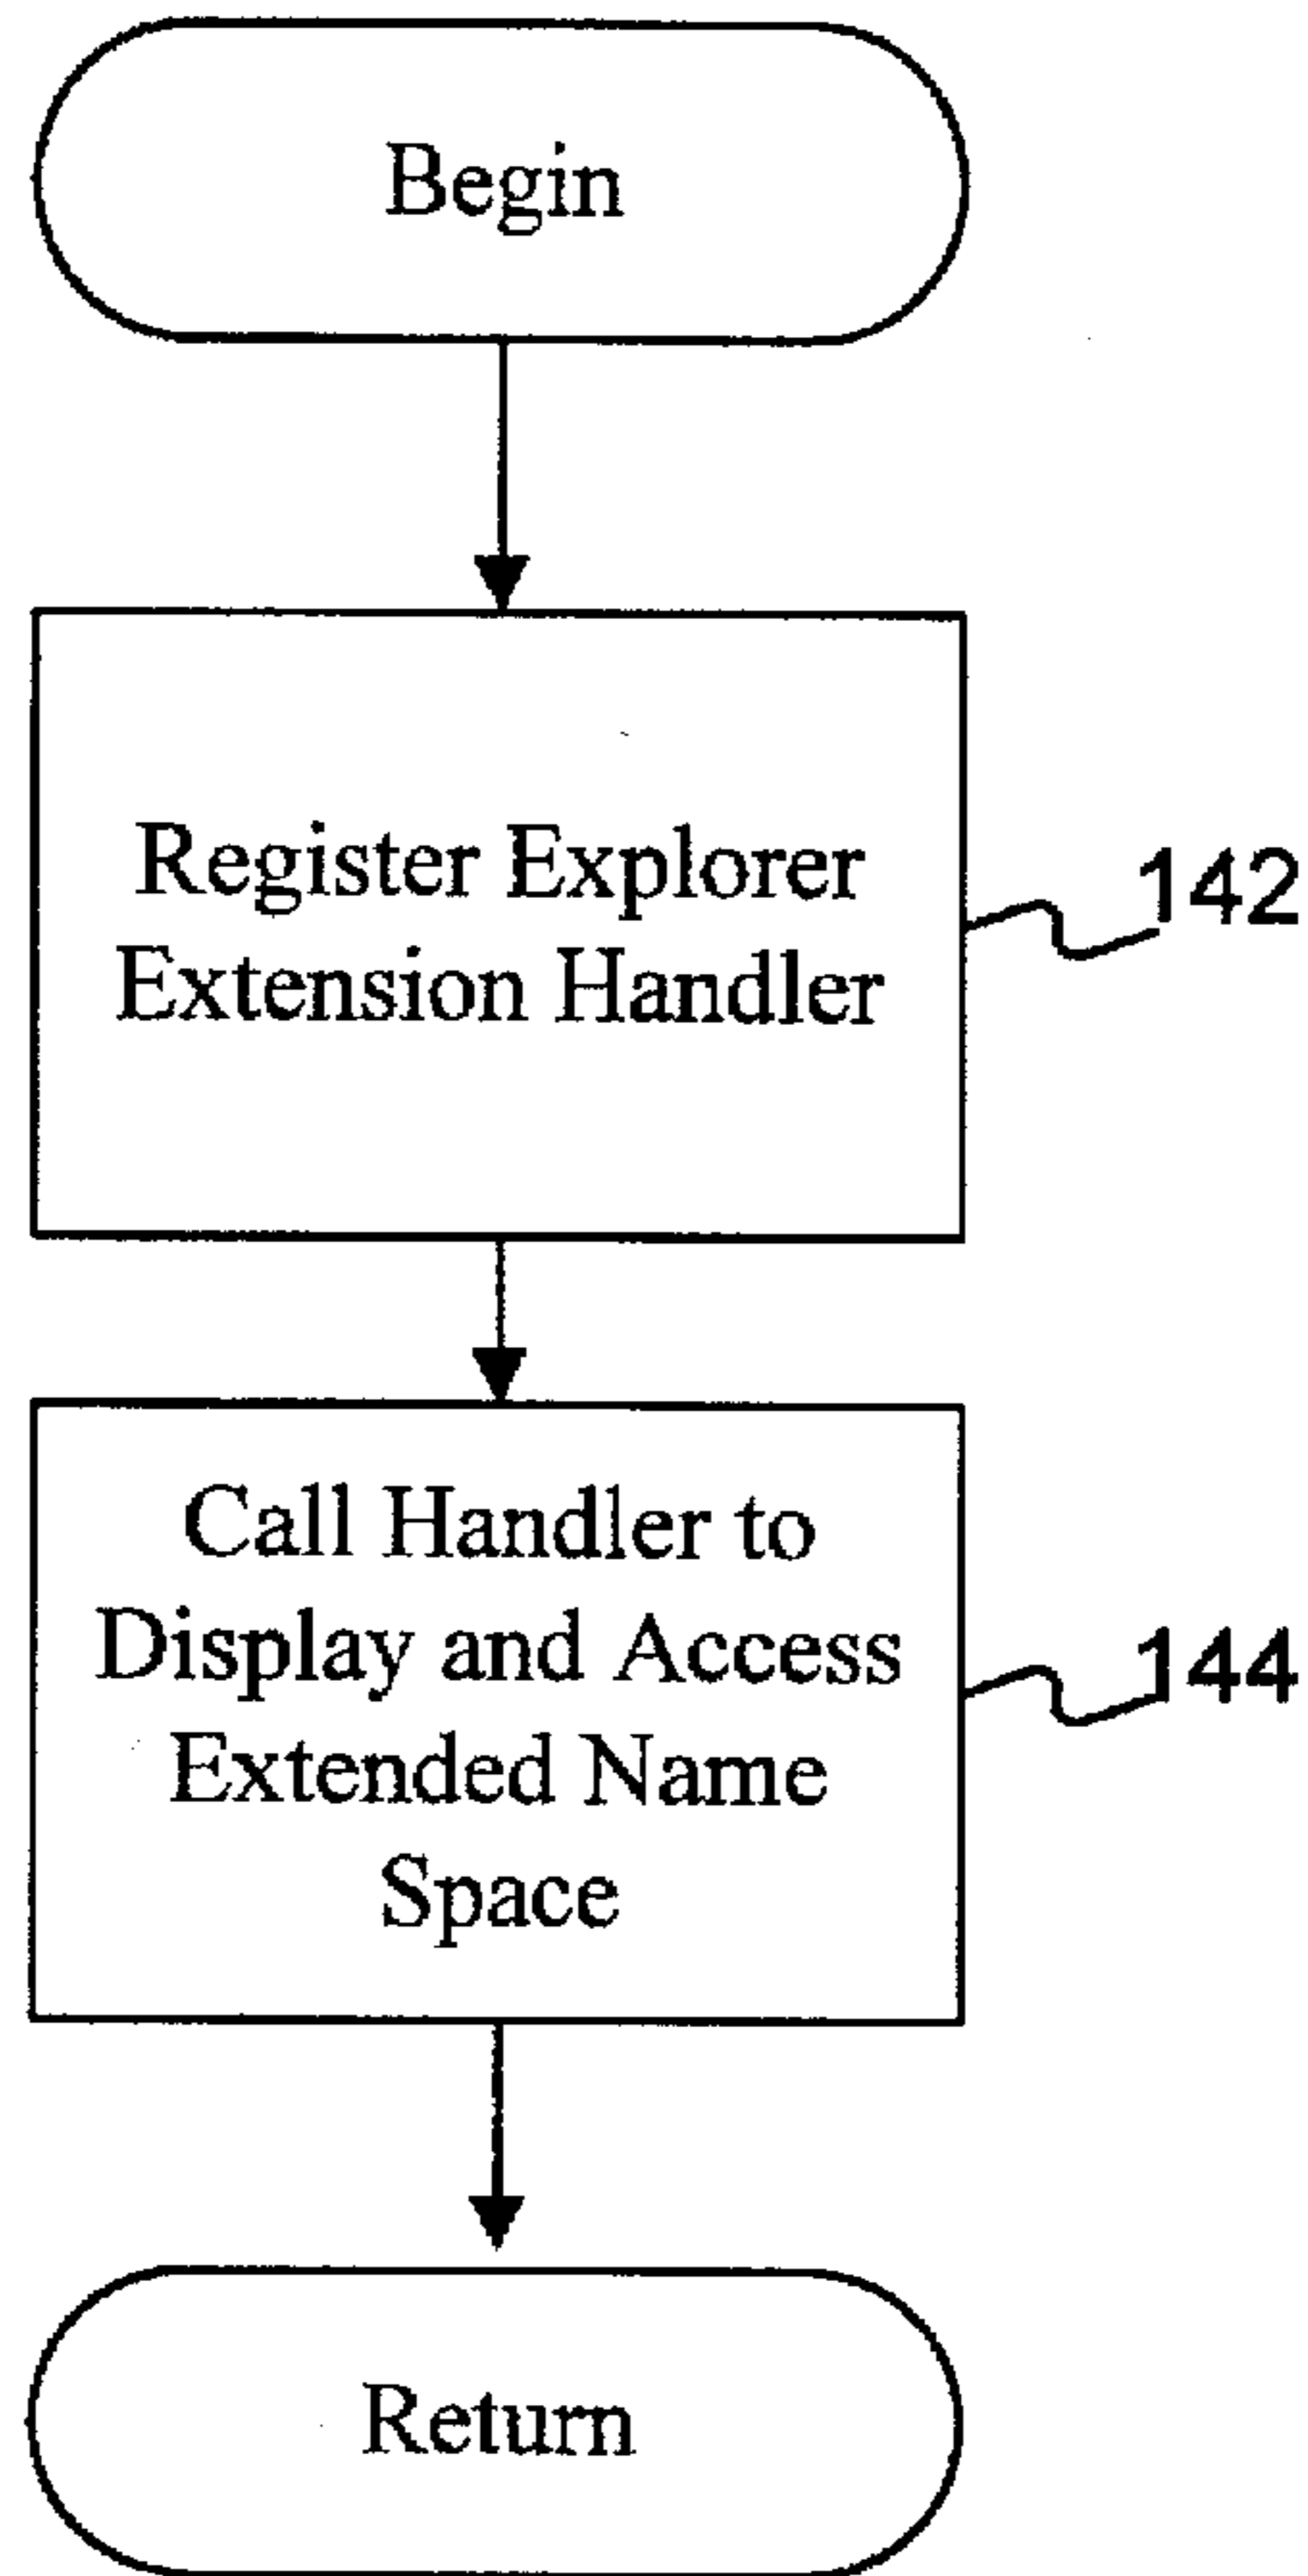 Begin
Register Explorer
Extension Handler
142
Call Handler to
Display and Access
Extended Name
Space
144
Return